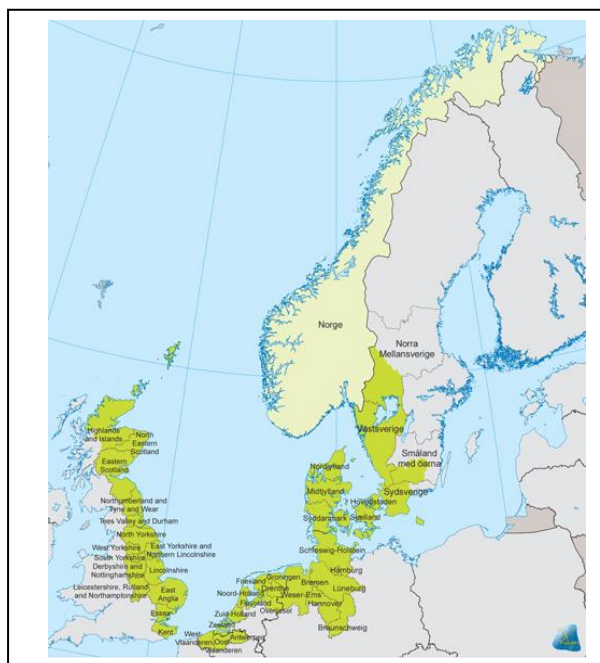 Norge
Norra
Mellansverige
Västsverige
Småland
med öarna
Sydsverige
Highlands
and Islands
North
Eastern
Scotland
Eastern
Scotland
Nordjylland
Midtjylland
Hovedstaden
Syddanmark
Sjælland
Northumberland and
Tyne and Wear
Tees Valley and Durham
North Yorkshire
West Yorkshire
East Yorkshire and
Northern Lincolnshire
South Yorkshire
Derbyshire and
Nottinghamshire
Lincolnshire
Leicestershire, Rutland
and Northamptonshire
East
Anglia
Essex
Kent
Schleswig-Holstein
Hamburg
Bremen
Lüneburg
Weser-Ems
Hannover
Braunschweig
Groningen
Friesland
Drenthe
Noord-Holland
Flevoland
Overijssel
Zuid-Holland
Zeeland
West
Vlaanderen
Oost
Vlaanderen
Antwerpen